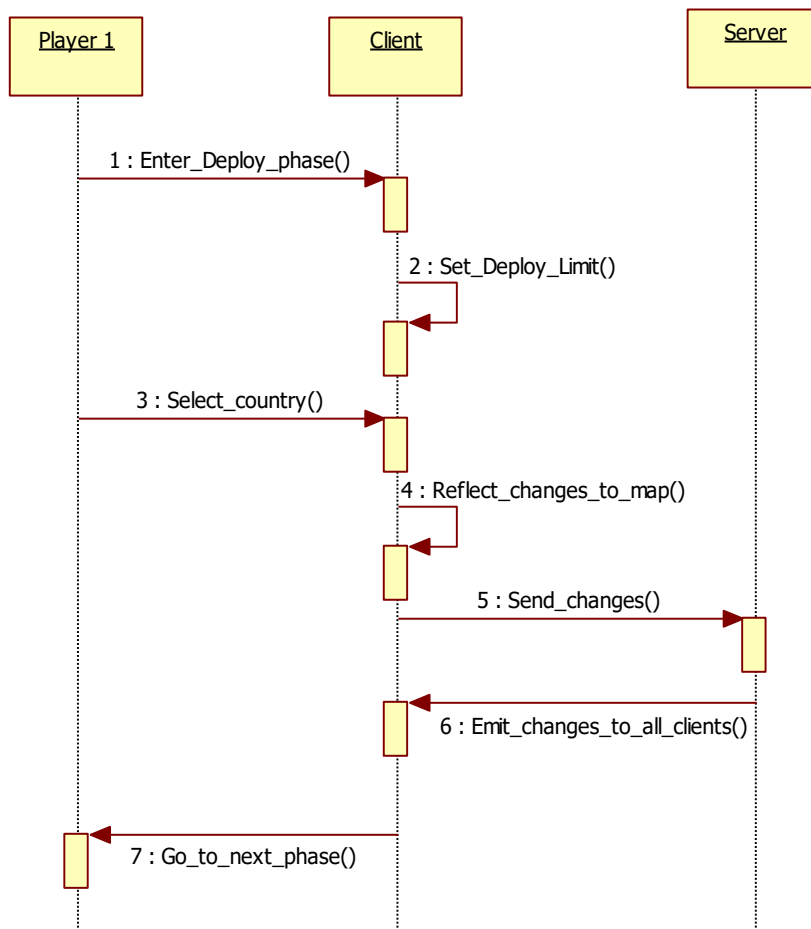 Player 1
Client
Server
1 : Enter_Deploy_phase()
2 : Set_Deploy_Limit()
3 : Select_country()
4 : Reflect_changes_to_map()
5 : Send_changes()
6 : Emit_changes_to_all_clients()
7 : Go_to_next_phase()